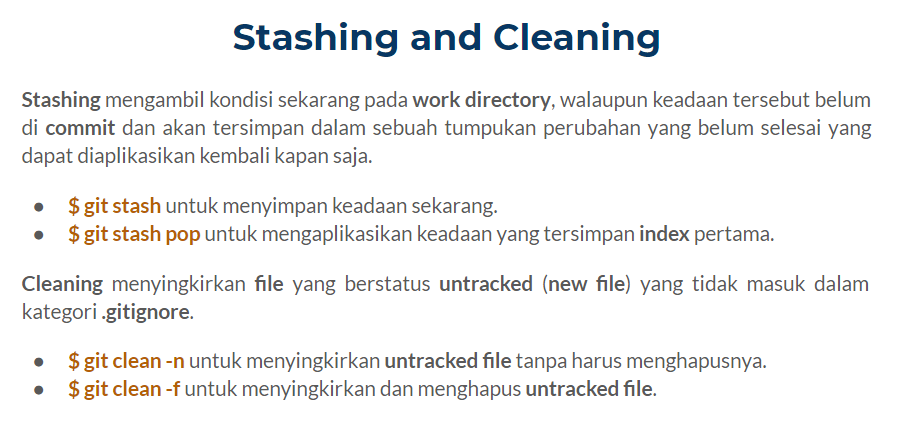 Stashing and Cleaning
Stashing mengambil kondisi sekarang pada work directory, walaupun keadaan tersebut belum
di commit dan akan tersimpan dalam sebuah tumpukan perubahan yang belum selesai yang
dapat diaplikasikan kembali kapan saja.
● $ git stash untuk menyimpan keadaan sekarang.
● $ git stash pop untuk mengaplikasikan keadaan yang tersimpan index pertama.
Cleaning menyingkirkan file yang berstatus untracked (new file) yang tidak masuk dalam
kategori .gitignore.
● $ git clean -n untuk menyingkirkan untracked file tanpa harus menghapusnya.
● $ git clean -f untuk menyingkirkan dan menghapus untracked file.